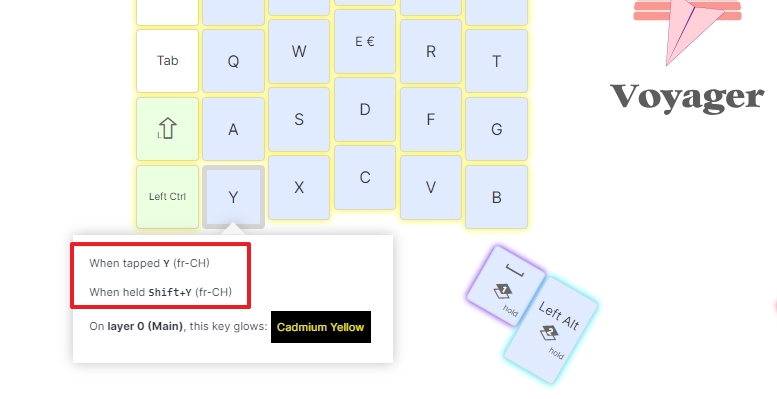 E €
W
R
Tab
Q
T
D
S
F
L
A
G
C
X
V
Left Ctrl
Y
B
Voyager
When tapped Y (fr-CH)
When held Shift+Y (fr-CH)
On layer 0 (Main), this key glows: Cadmium Yellow
1
hold
Left Alt
2
hold